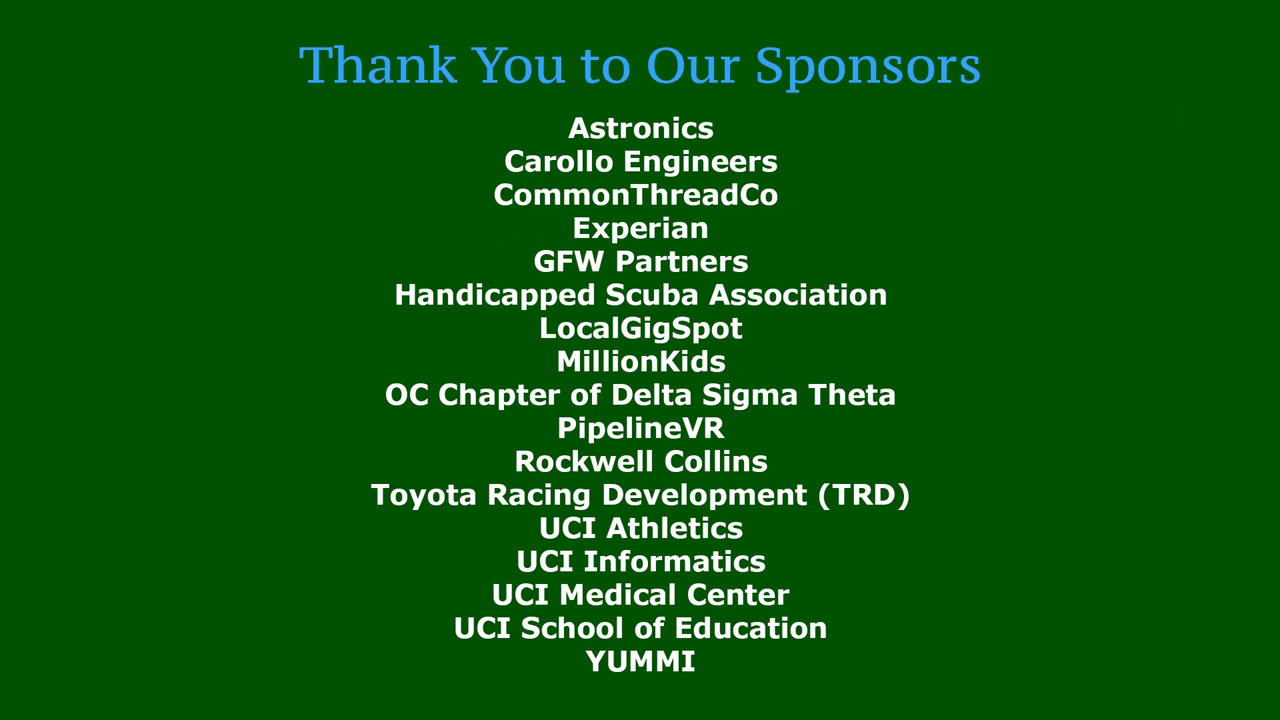 Thank You to Our Sponsors
Astronics
Carollo Engineers
CommonThreadCo
Experian
GFW Partners
Handicapped Scuba Association
LocalGigSpot
MillionKids
OC Chapter of Delta Sigma Theta
PipelineVR
Rockwell Collins
Toyota Racing Development (TRD)
UCI Athletics
UCI Informatics
UCI Medical Center
UCI School of Education
YUMMI